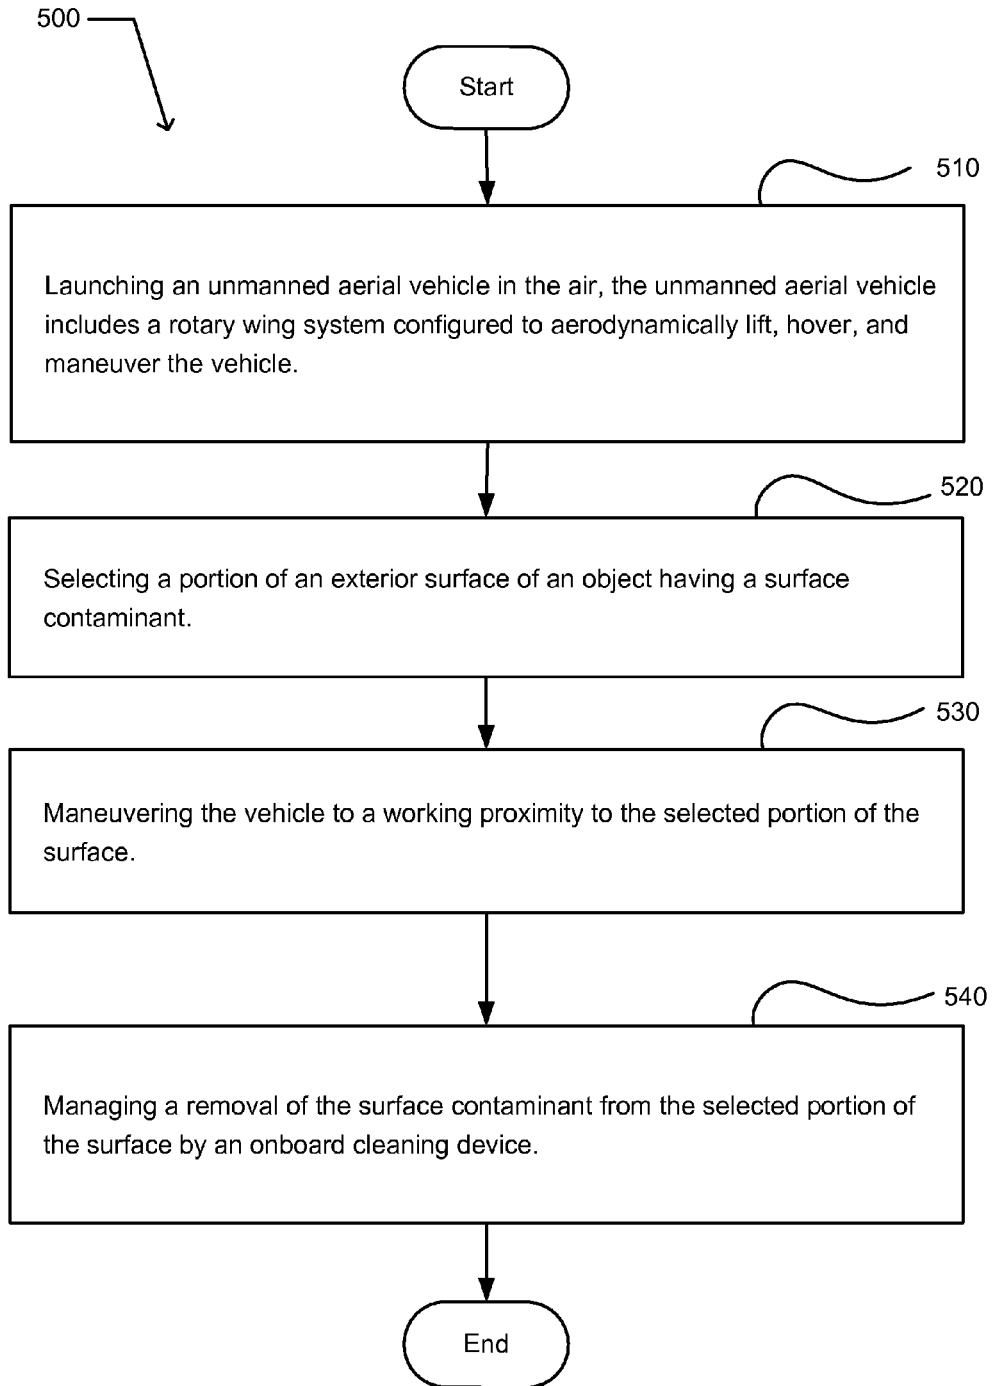 500
Start
510
Launching an unmanned aerial vehicle in the air, the unmanned aerial vehicle
includes a rotary wing system configured to aerodynamically lift, hover, and
maneuver the vehicle.
520
Selecting a portion of an exterior surface of an object having a surface
contaminant.
530
Maneuvering the vehicle to a working proximity to the selected portion of the
surface.
540
Managing a removal of the surface contaminant from the selected portion of
the surface by an onboard cleaning device.
End